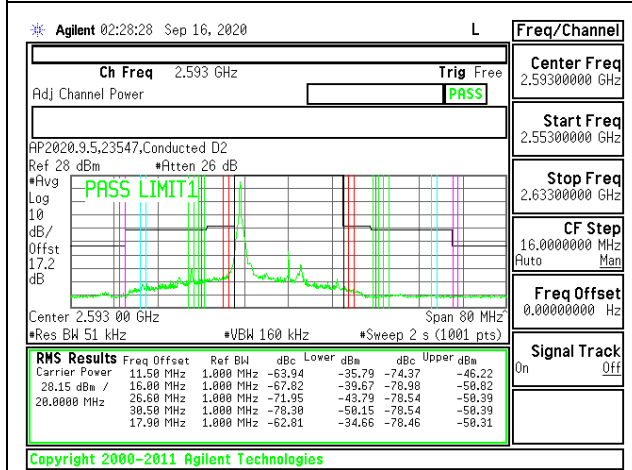 Agilent 02:28:28 Sep 16, 2020 L
Freq/Channel
Ch Freq 2.593 GHz Trig Free
Adj Channel Power PASS
Center Freq
2.59300000 GHz
Start Freq
2.55300000 GHz
Stop Freq
2.63300000 GHz
CF Step
16.0000000 MHz
Auto Man
Freq Offset
0.00000000 Hz
Signal Track
On Off
AP2020.9.5,23547,Conducted D2
Ref 28 dBm #Atten 26 dB
#Avg
Log
10
dB/
Offst
17.2
dB
PASS LIMIT1
Center 2.593 00 GHz Span 80 MHz
#Res BW 51 kHz #VBW 160 kHz #Sweep 2 s (1001 pts)
RMS Results Freq Offset Ref BW dBc Lower dBm dBc Upper dBm
Carrier Power 11.50 MHz 1.000 MHz -63.94 -35.79 -74.37 -46.22
28.15 dBm / 16.00 MHz 1.000 MHz -67.82 -39.67 -78.98 -50.82
20.0000 MHz 26.60 MHz 1.000 MHz -71.95 -43.79 -78.54 -50.39
30.50 MHz 1.000 MHz -78.30 -50.15 -78.54 -50.39
17.90 MHz 1.000 MHz -62.81 -34.66 -78.46 -50.31
Copyright 2000-2011 Agilent Technologies